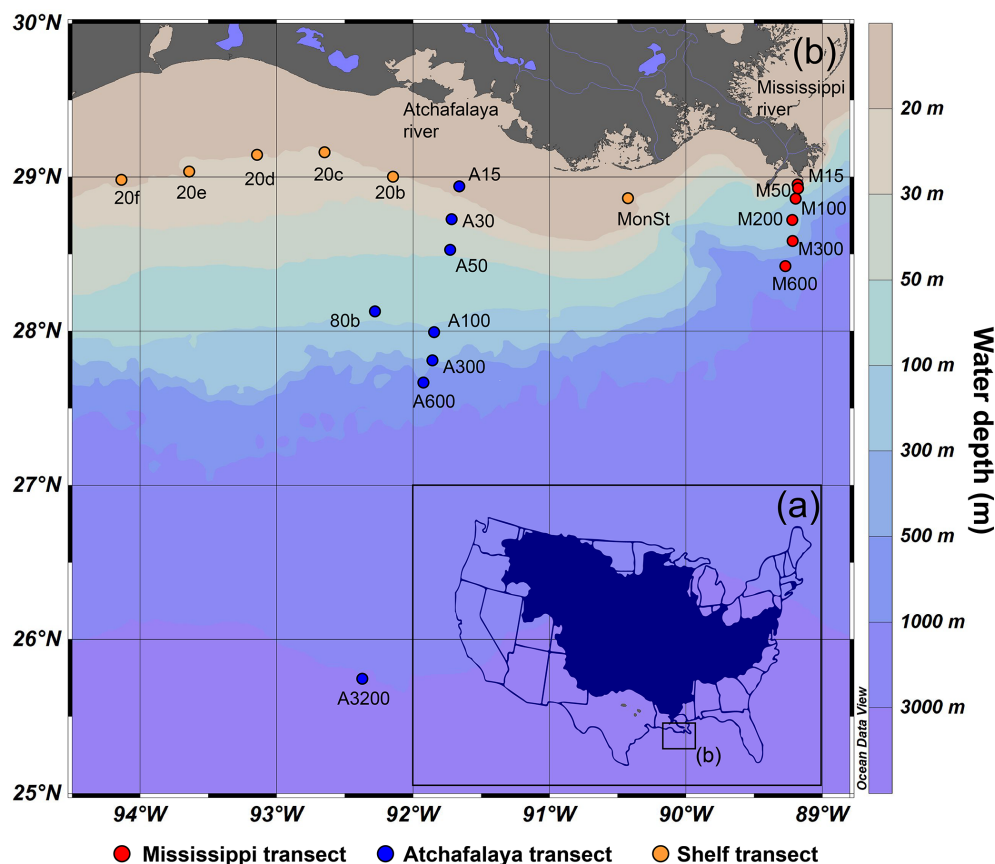 30°N
29°N
28°N
27°N
26°N
25°N
94°W
93°W
92°W
91°W
90°W
89°W
(b)
Atchafalaya
river
Mississippi
river
20f
20e
20d
20c
20b
A15
A30
A50
80b
A100
A300
A600
A3200
MonSt
M15
M50
M100
M200
M300
M600
(a)
(b)
20 m
30 m
50 m
100 m
300 m
500 m
1000 m
3000 m
Water depth (m)
Ocean Data View
Mississippi transect
Atchafalaya transect
Shelf transect